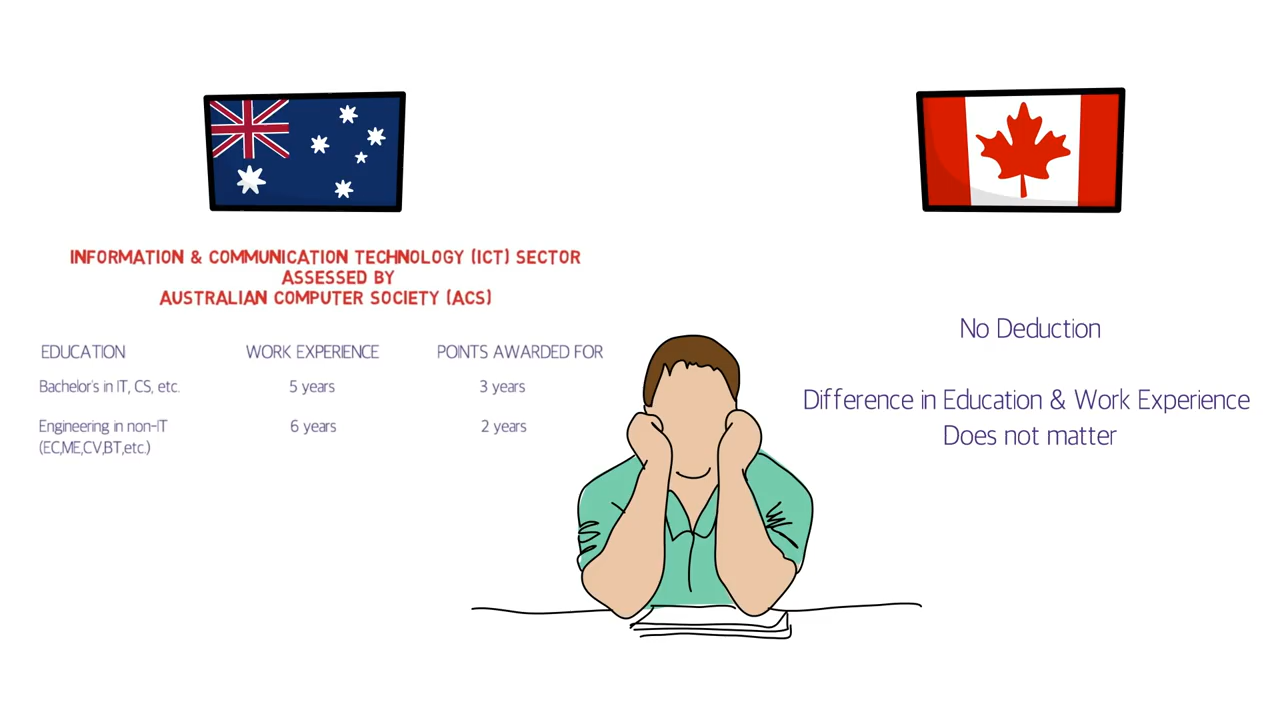 INFORMATION & COMMUNICATION TECHNOLOGY (ICT) SECTOR
ASSESSED BY
AUSTRALIAN COMPUTER SOCIETY (ACS)
EDUCATION WORK EXPERIENCE POINTS AWARDED FOR
Bachelor's in IT, CS, etc. 5 years 3 years
Engineering in non-IT 6 years 2 years
(EC,ME,CV,BT,etc.)
No Deduction
Difference in Education & Work Experience
Does not matter